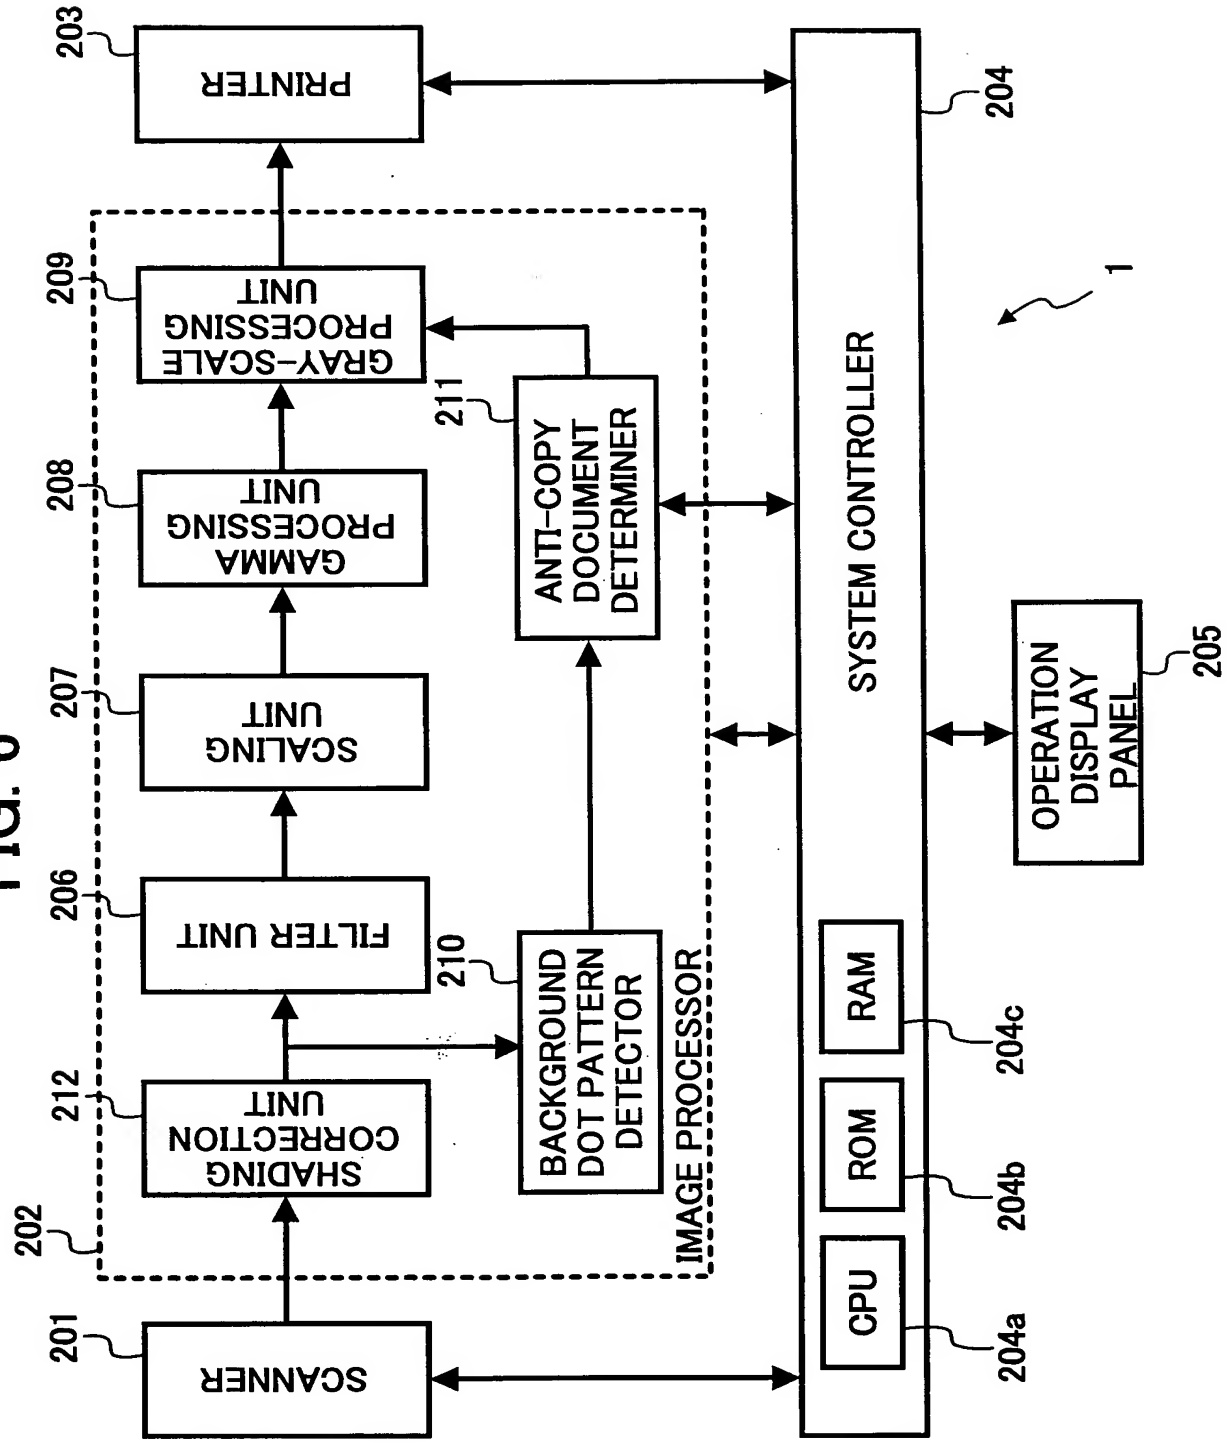 203
PRINTER
209
GRAY-SCALE
PROCESSING
UNIT
208
GAMMA
PROCESSING
UNIT
207
SCALING
UNIT
206
FILTER UNIT
212
SHADING
CORRECTION
UNIT
202
201
SCANNER
211
ANTI-COPY
DOCUMENT
DETERMINER
210
BACKGROUND
DOT PATTERN
DETECTOR
IMAGE PROCESSOR
SYSTEM CONTROLLER
204
1
RAM
204c
ROM
204b
CPU
204a
OPERATION
DISPLAY
PANEL
205